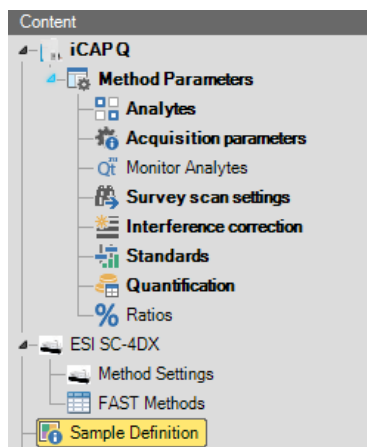 Content
iCAP Q
Method Parameters
Analytes
Acquisition parameters
Monitor Analytes
Survey scan settings
Interference correction
Standards
Quantification
Ratios
ESI SC-4DX
Method Settings
FAST Methods
Sample Definition